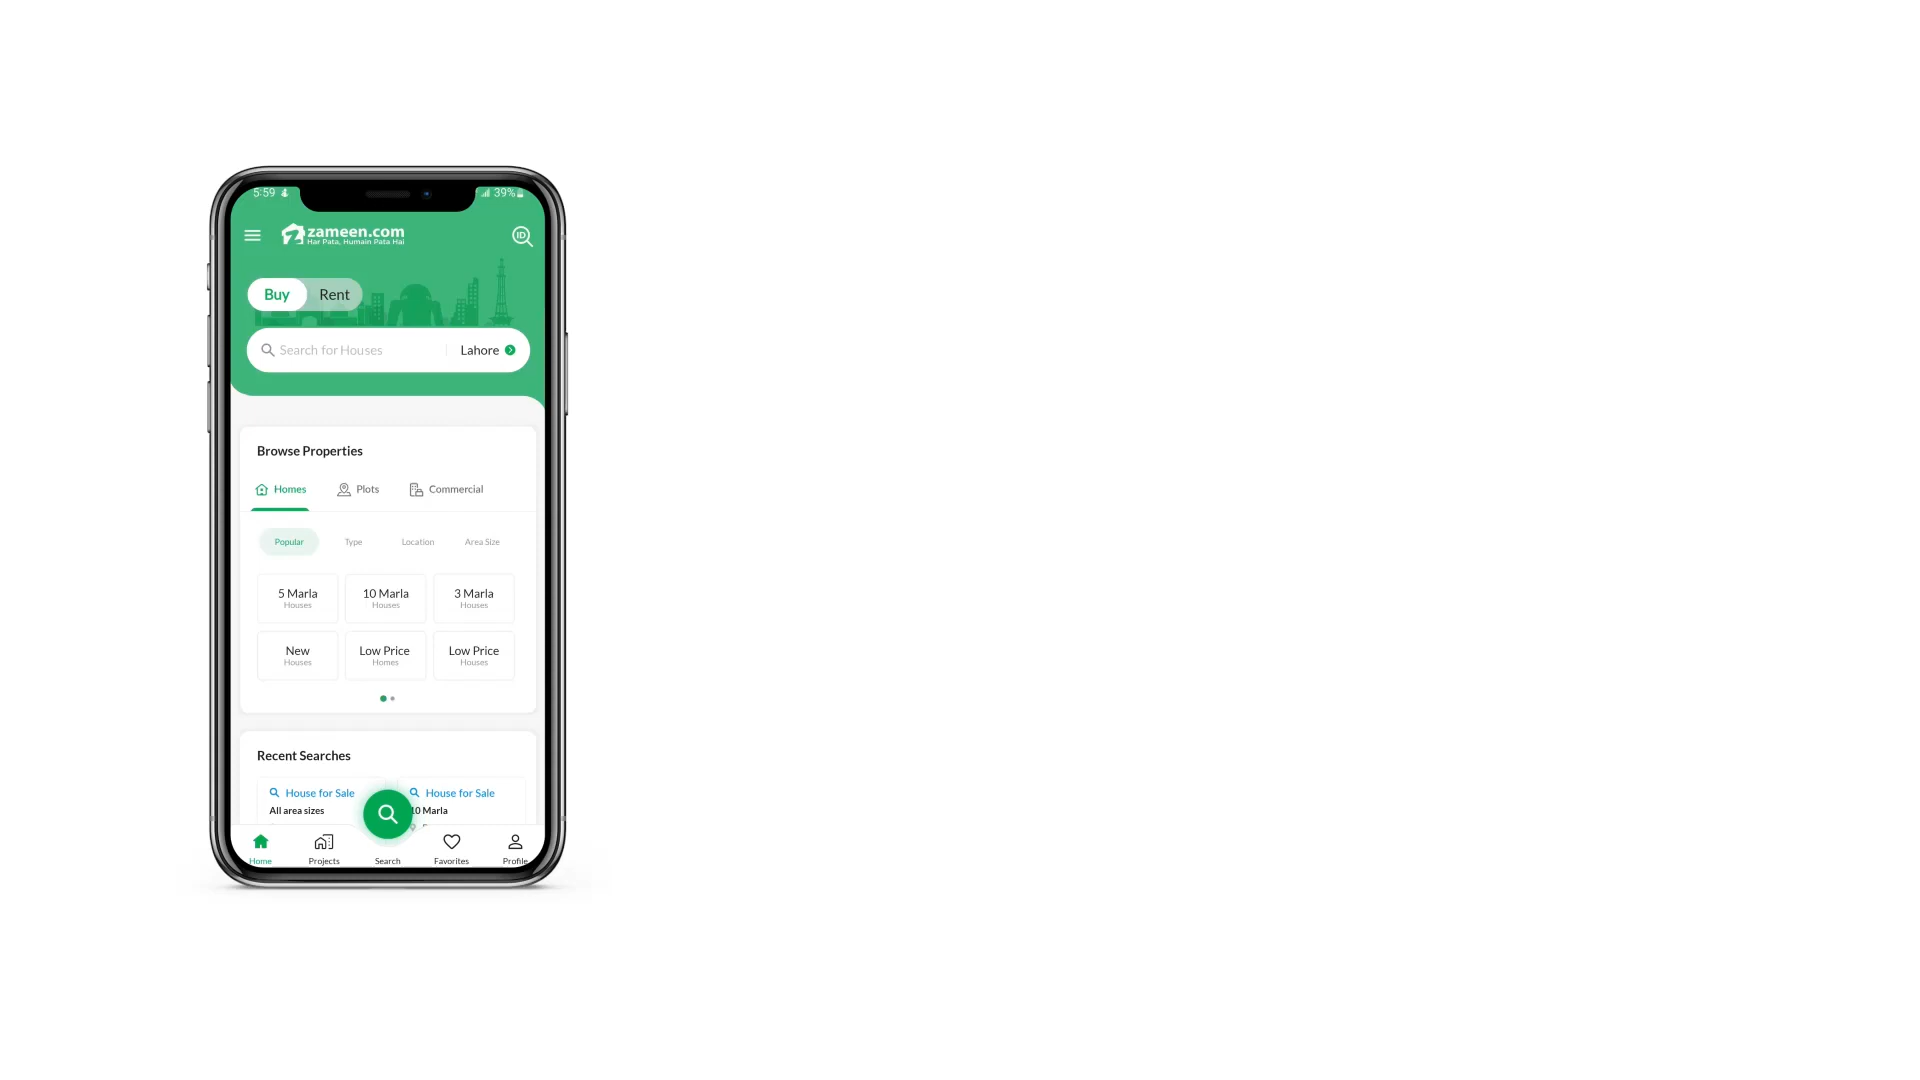 5:59
39%
zameen.com
Har Pata, Humain Pata Hai
ID
Buy Rent
Search for Houses Lahore
Browse Properties
Homes Plots Commercial
Popular Type Location Area Size
5 Marla 10 Marla 3 Marla
Houses Houses Houses
New Low Price Low Price
Houses Homes Houses
Recent Searches
House for Sale House for Sale
All area sizes 10 Marla
Home Projects Search Favorites Profile